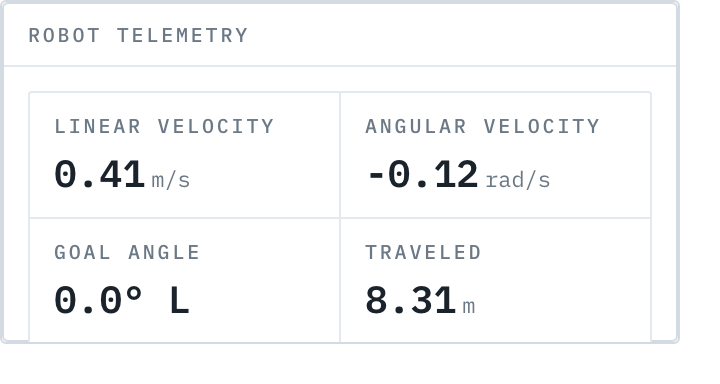 ROBOT TELEMETRY
LINEAR VELOCITY
0.41 m/s
ANGULAR VELOCITY
-0.12 rad/s
GOAL ANGLE
0.0° L
TRAVELED
8.31 m